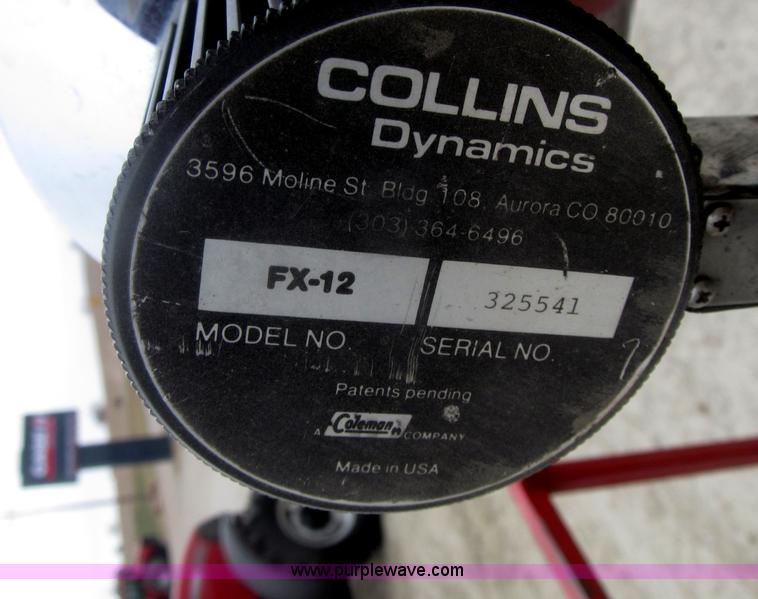 COLLINS
Dynamics
3596 Moline St. Bldg 108, Aurora CO 80010
(303) 364-6496
FX-12
325541
MODEL NO.
SERIAL NO.
Patents pending
A Coleman COMPANY
Made in USA
www.purplewave.com